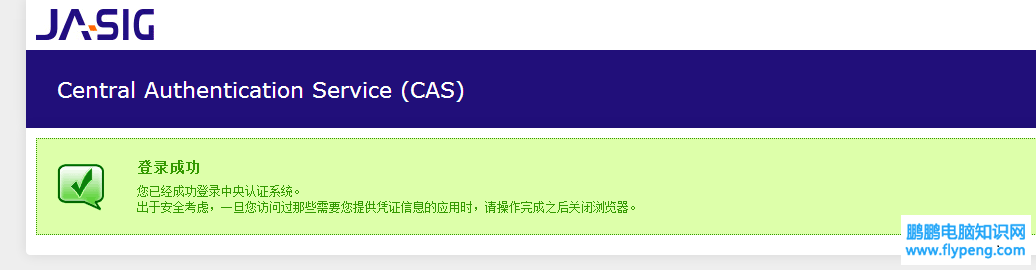 JA-SIG
Central Authentication Service (CAS)
登录成功
您已经成功登录中央认证系统。
出于安全考虑，一旦您访问过那些需要您提供凭证信息的应用时，请操作完成之后关闭浏览器。
鹏鹏电脑知识网
www.flypeng.com